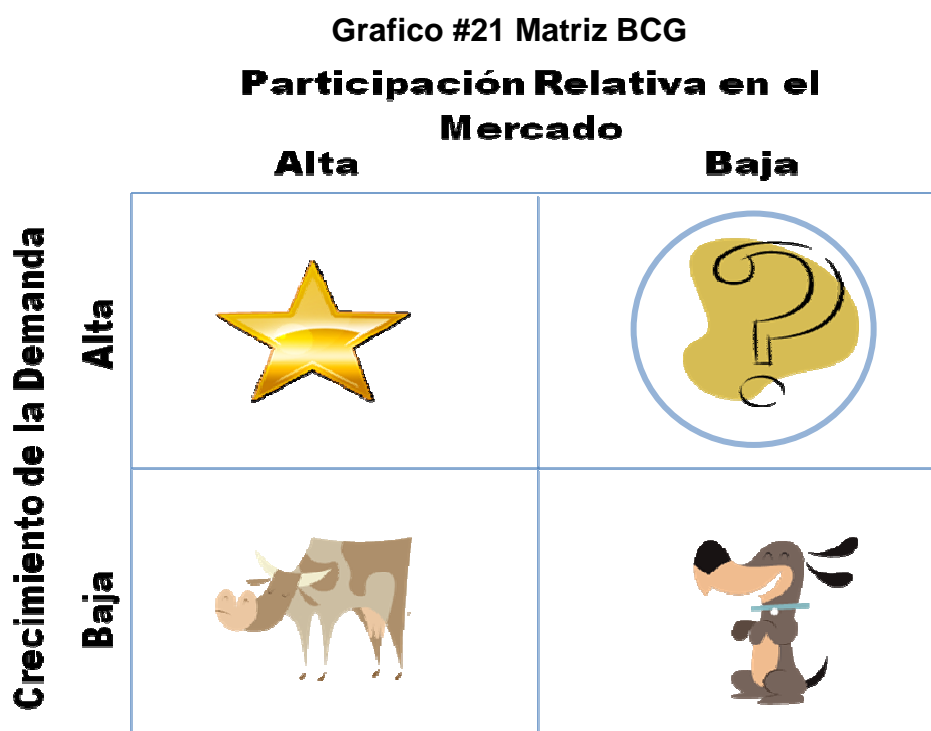 Grafico #21 Matriz BCG
Participación Relativa en el
Mercado
Alta
Baja
Crecimiento de la Demanda
Alta
Baja